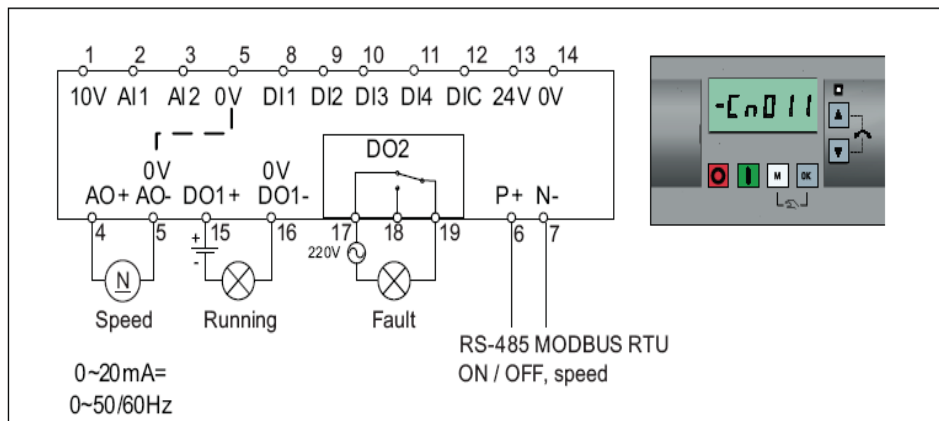 1 2 3 5 8 9 10 11 12 13 14
10V AI1 AI2 0V DI1 DI2 DI3 DI4 DIC 24V 0V
-Cn011
DO2
0V 0V
AO+ AO- DO1+ DO1- P+ N-
M OK
4 5 15 16 17 18 19 6 7
+
-
220V
N
Speed Running Fault
RS-485 MODBUS RTU
ON / OFF, speed
0~20mA=
0~50/60Hz